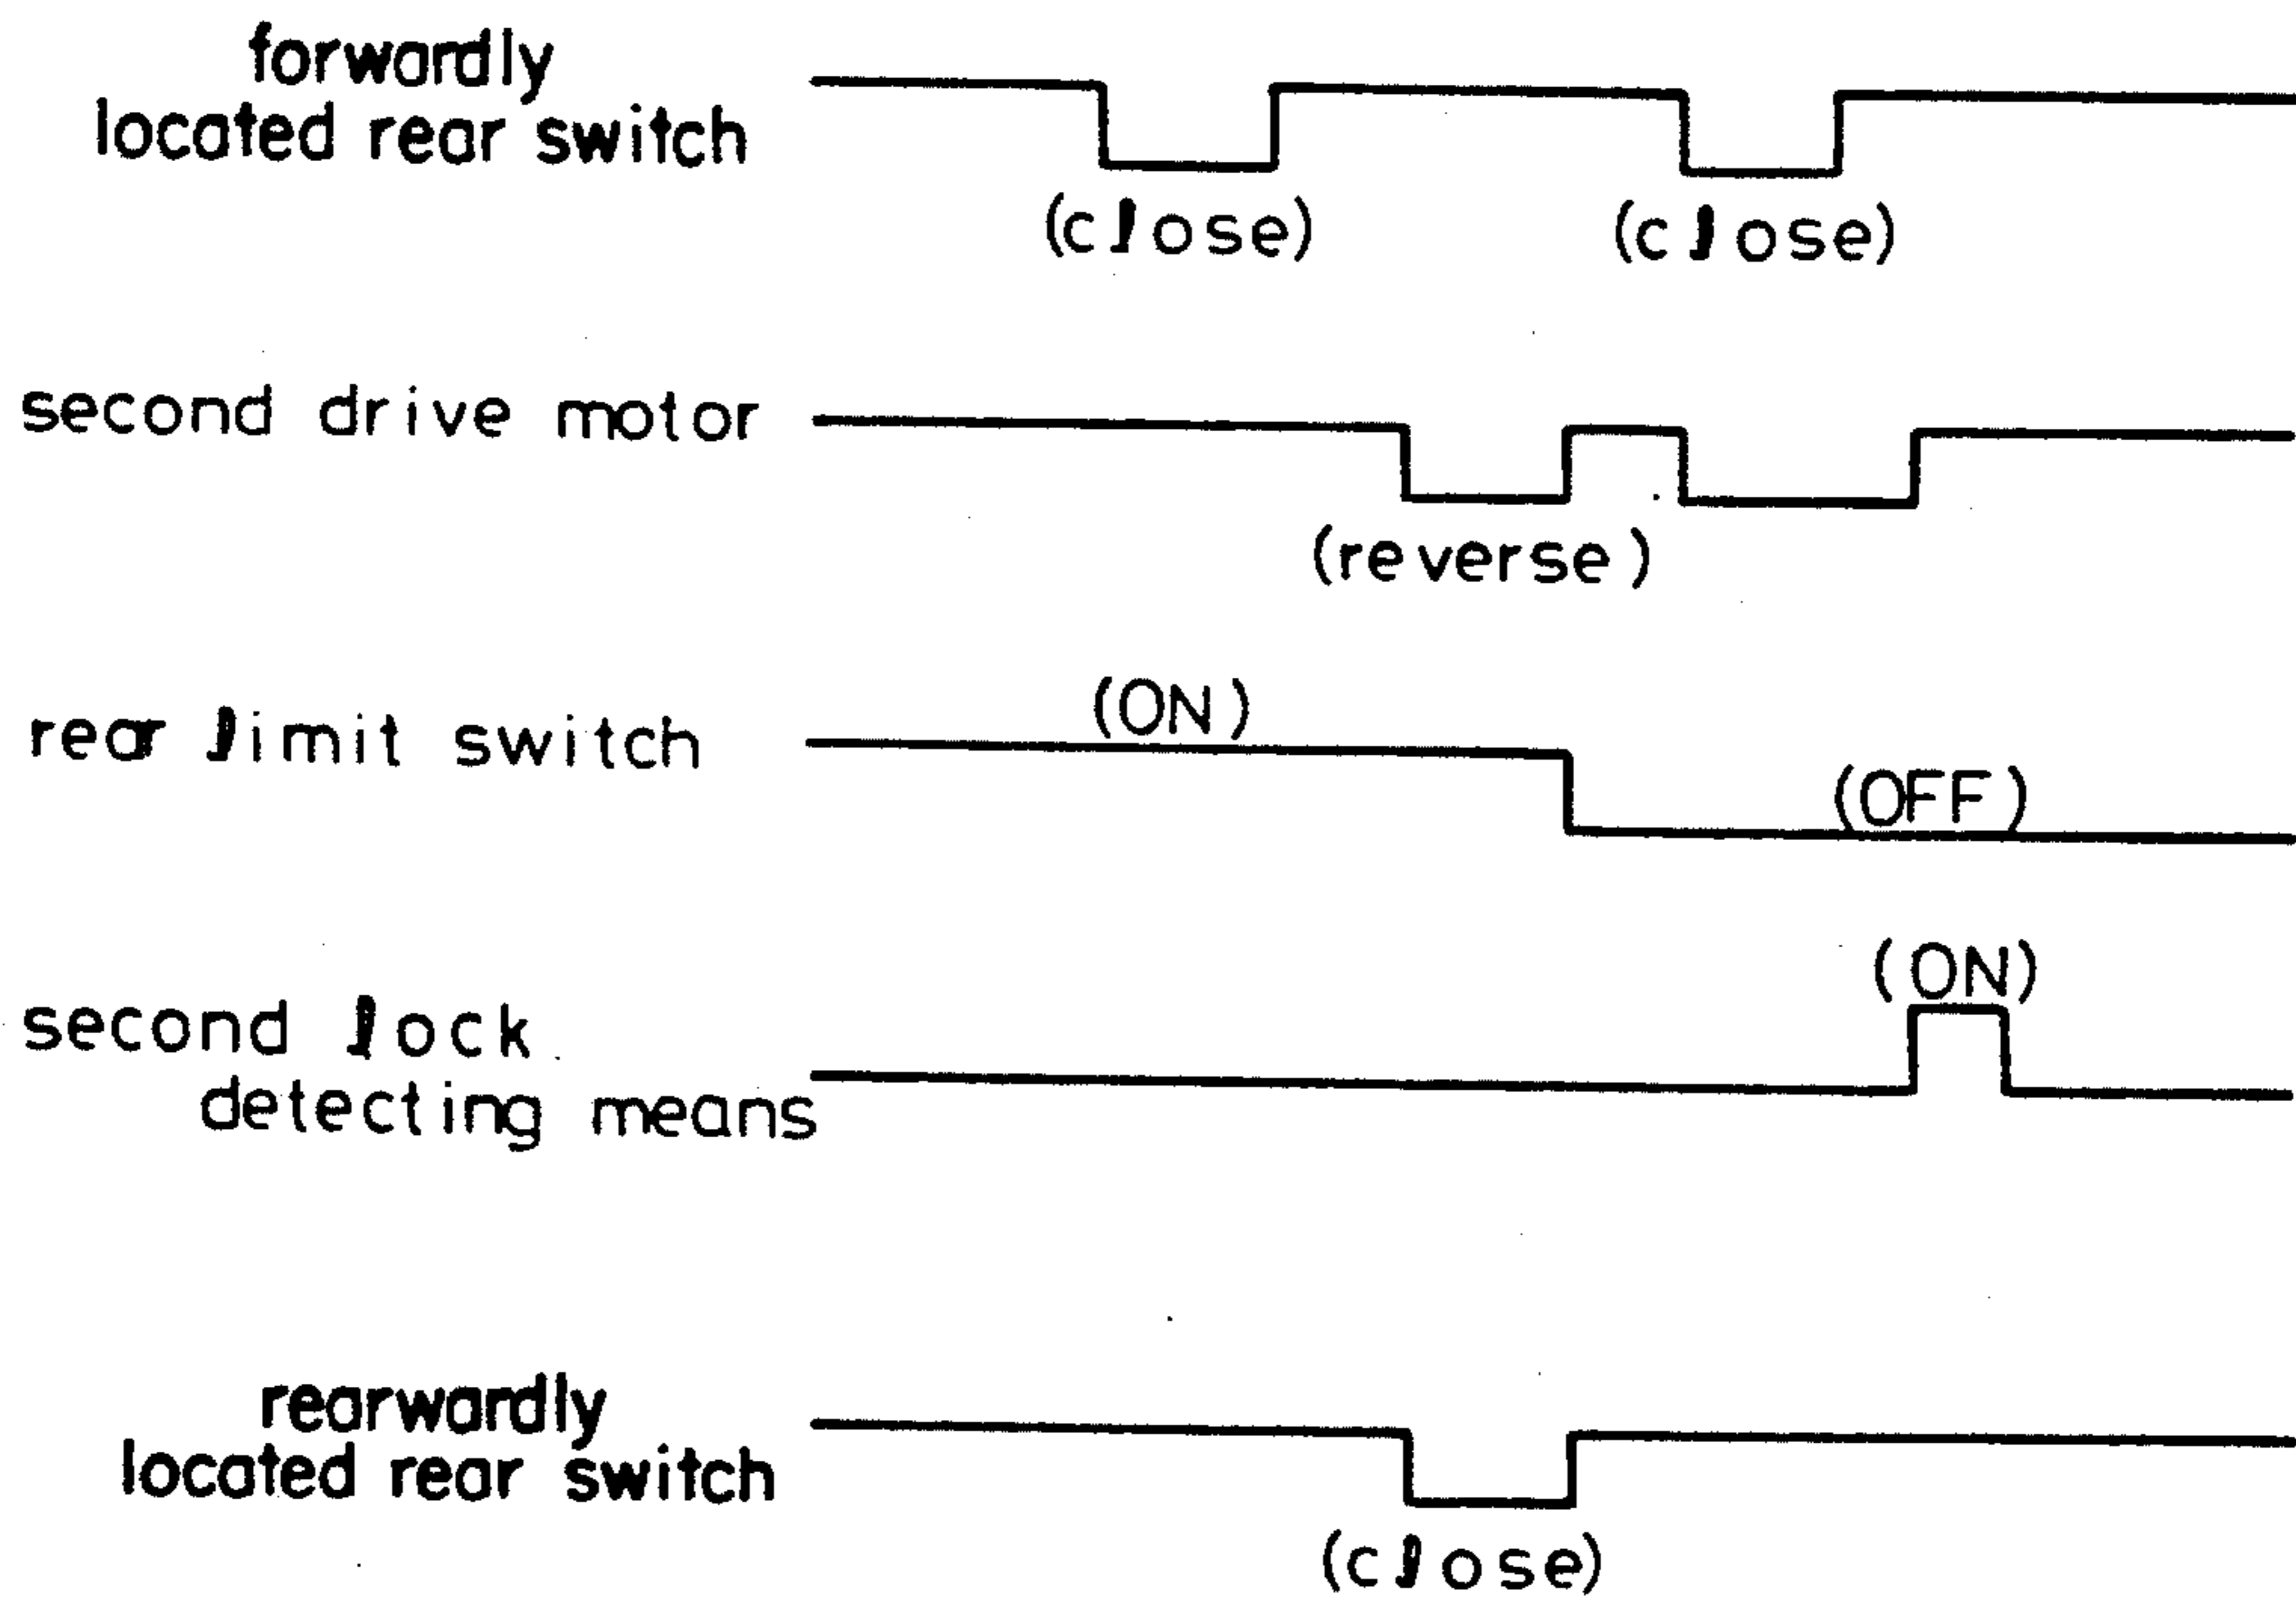 forwardly
located rear switch
(close) (close)
second drive motor
(reverse)
(ON)
rear limit switch
(OFF)
(ON)
second lock
detecting means
rearwardly
located rear switch
(close)